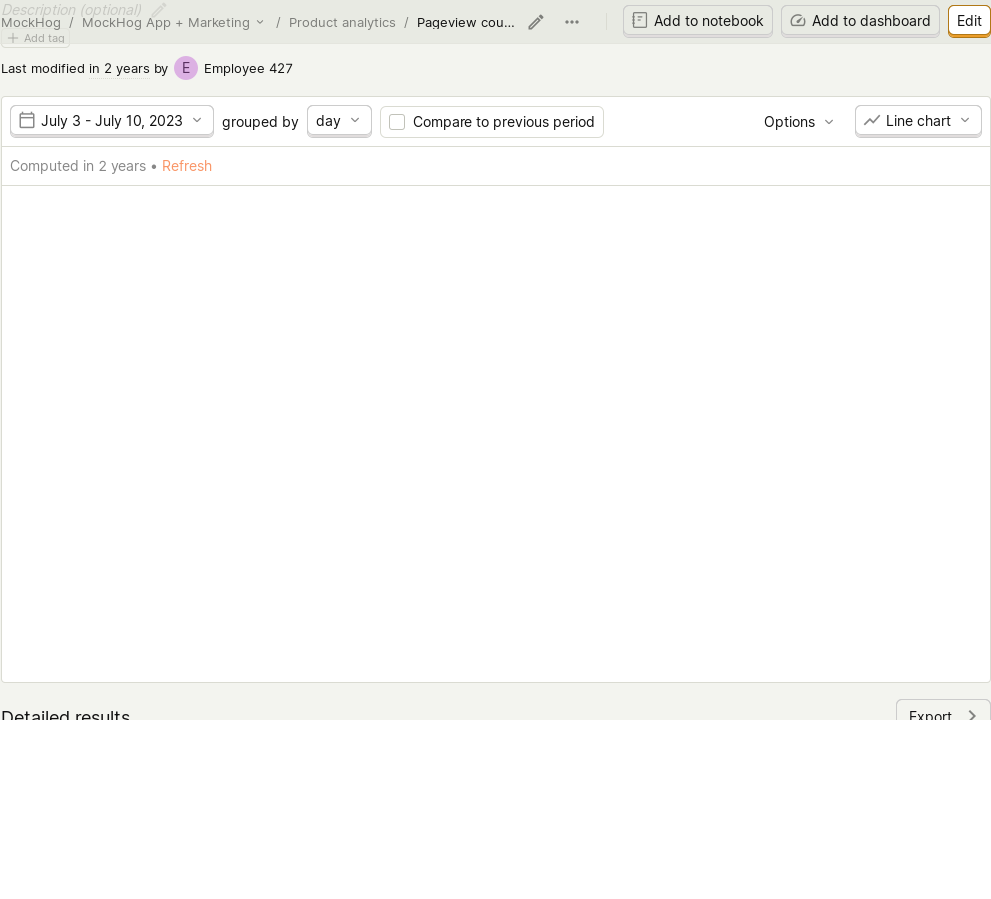 Description (optional)
MockHog / MockHog App + Marketing / Product analytics / Pageview cou...
Add to notebook
Add to dashboard
Edit
Add tag
Last modified in 2 years by E Employee 427
July 3 - July 10, 2023 grouped by day Compare to previous period Options Line chart
Computed in 2 years • Refresh
Detailed results
Export